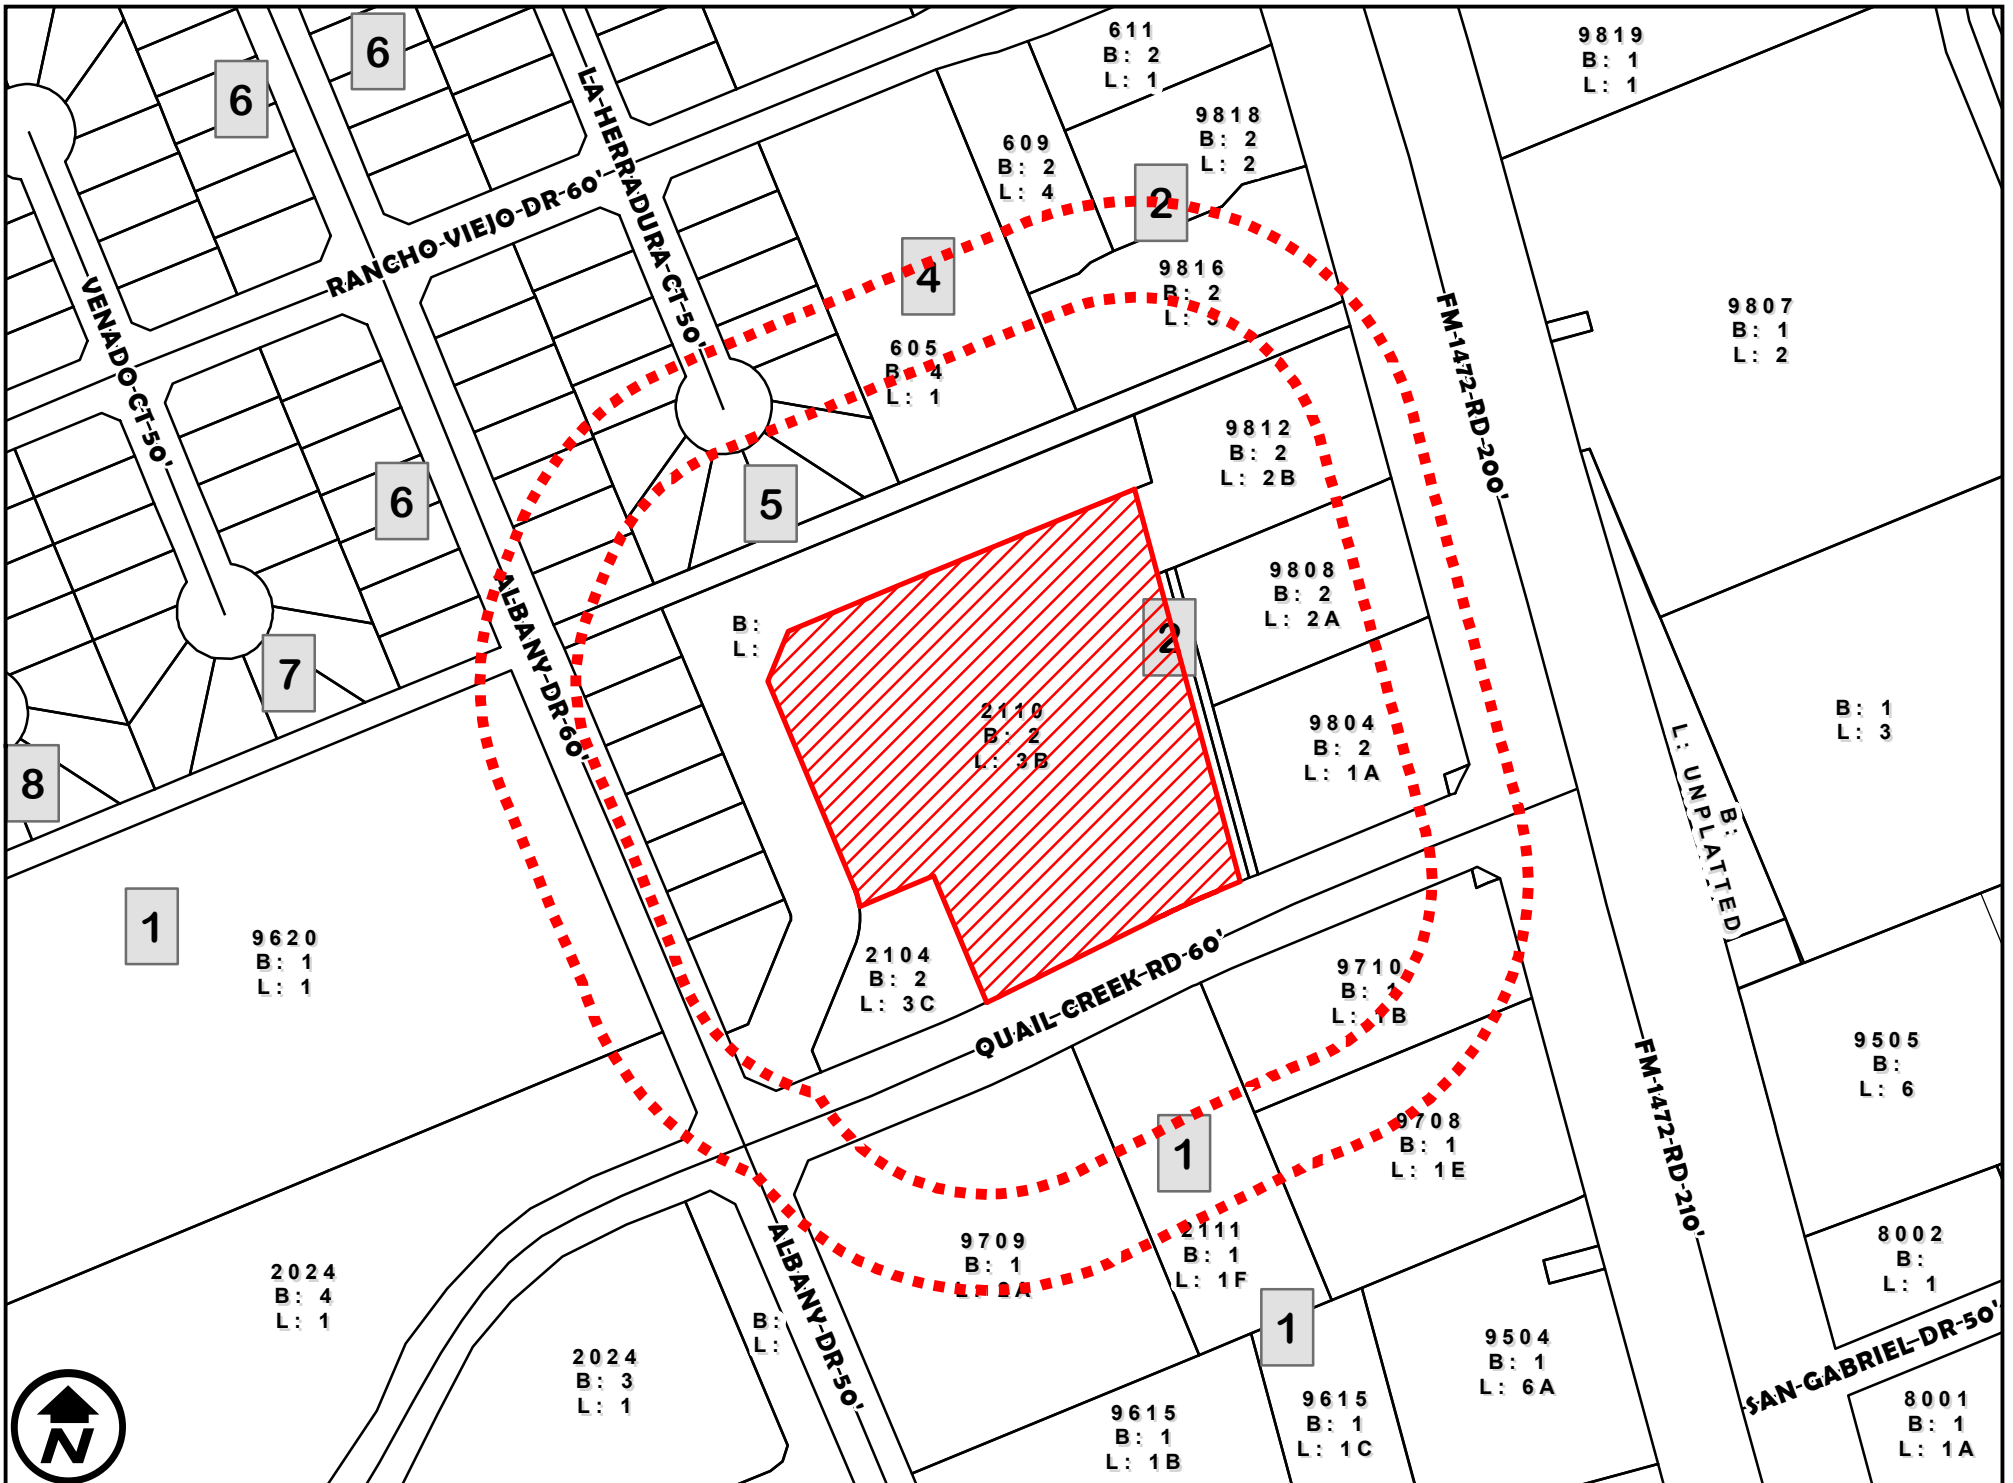 6
6
611
B: 2
L: 1
9819
B: 1
L: 1
9818
B: 2
L: 2
609
B: 2
L: 4
LA-HERRADURA-CT-50'
RANCHO-VIEJO-DR-60'
2
4
9816
B: 2
L: 3
VENADO-CT-50'
FM-1472-RD-200'
9807
B: 1
L: 2
605
B: 4
L: 1
9812
B: 2
L: 2B
6
5
9808
B: 2
L: 2A
ALBANY-DR-60'
B:
L:
2
7
2110
B: 2
L: 3B
9804
B: 2
L: 1A
B: 1
L: 3
8
B:
L: UNPLATTED
1
9620
B: 1
L: 1
2104
B: 2
L: 3C
QUAIL-CREEK-RD-60'
9710
B: 1
L: 1B
9505
B:
L: 6
FM-1472-RD-210'
1
9708
B: 1
L: 1E
9709
B: 1
L: 2A
2111
B: 1
L: 1F
8002
B:
L: 1
2024
B: 4
L: 1
B:
L:
ALBANY-DR-50'
1
9504
B: 1
L: 6A
SAN-GABRIEL-DR-50'
2024
B: 3
L: 1
9615
B: 1
L: 1B
9615
B: 1
L: 1C
8001
B: 1
L: 1A
N